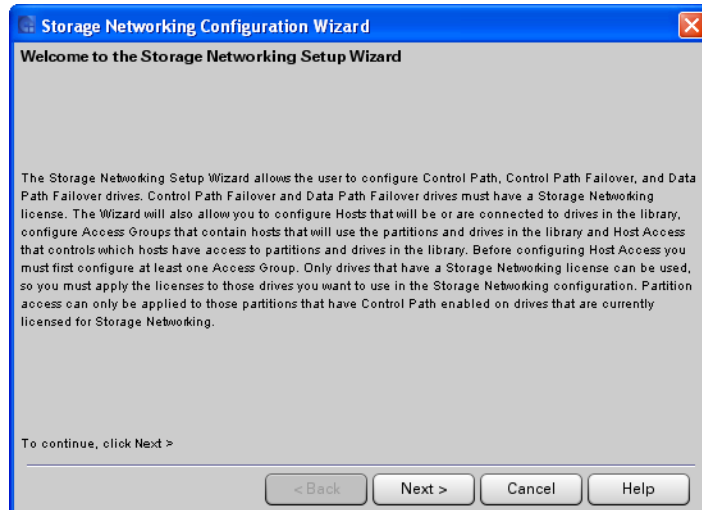 Storage Networking Configuration Wizard
Welcome to the Storage Networking Setup Wizard
The Storage Networking Setup Wizard allows the user to configure Control Path, Control Path Failover, and Data
Path Failover drives. Control Path Failover and Data Path Failover drives must have a Storage Networking
license. The Wizard will also allow you to configure Hosts that will be or are connected to drives in the library,
configure Access Groups that contain hosts that will use the partitions and drives in the library and Host Access
that controls which hosts have access to partitions and drives in the library. Before configuring Host Access you
must first configure at least one Access Group. Only drives that have a Storage Networking license can be used,
so you must apply the licenses to those drives you want to use in the Storage Networking configuration. Partition
access can only be applied to those partitions that have Control Path enabled on drives that are currently
licensed for Storage Networking.
To continue, click Next >
< Back Next > Cancel Help